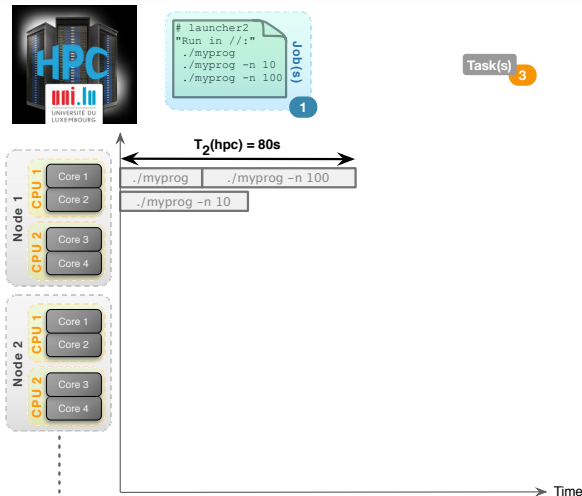 HPC
uni.lu
UNIVERSITÉ DU
LUXEMBOURG
# launcher2
"Run in //:"
./myprog
./myprog -n 10
./myprog -n 100
Job(s)
1
Task(s)
3
T2(hpc) = 80s
Node 1
CPU 1
Core 1
Core 2
CPU 2
Core 3
Core 4
./myprog
./myprog -n 100
./myprog -n 10
Node 2
CPU 1
Core 1
Core 2
CPU 2
Core 3
Core 4
Time